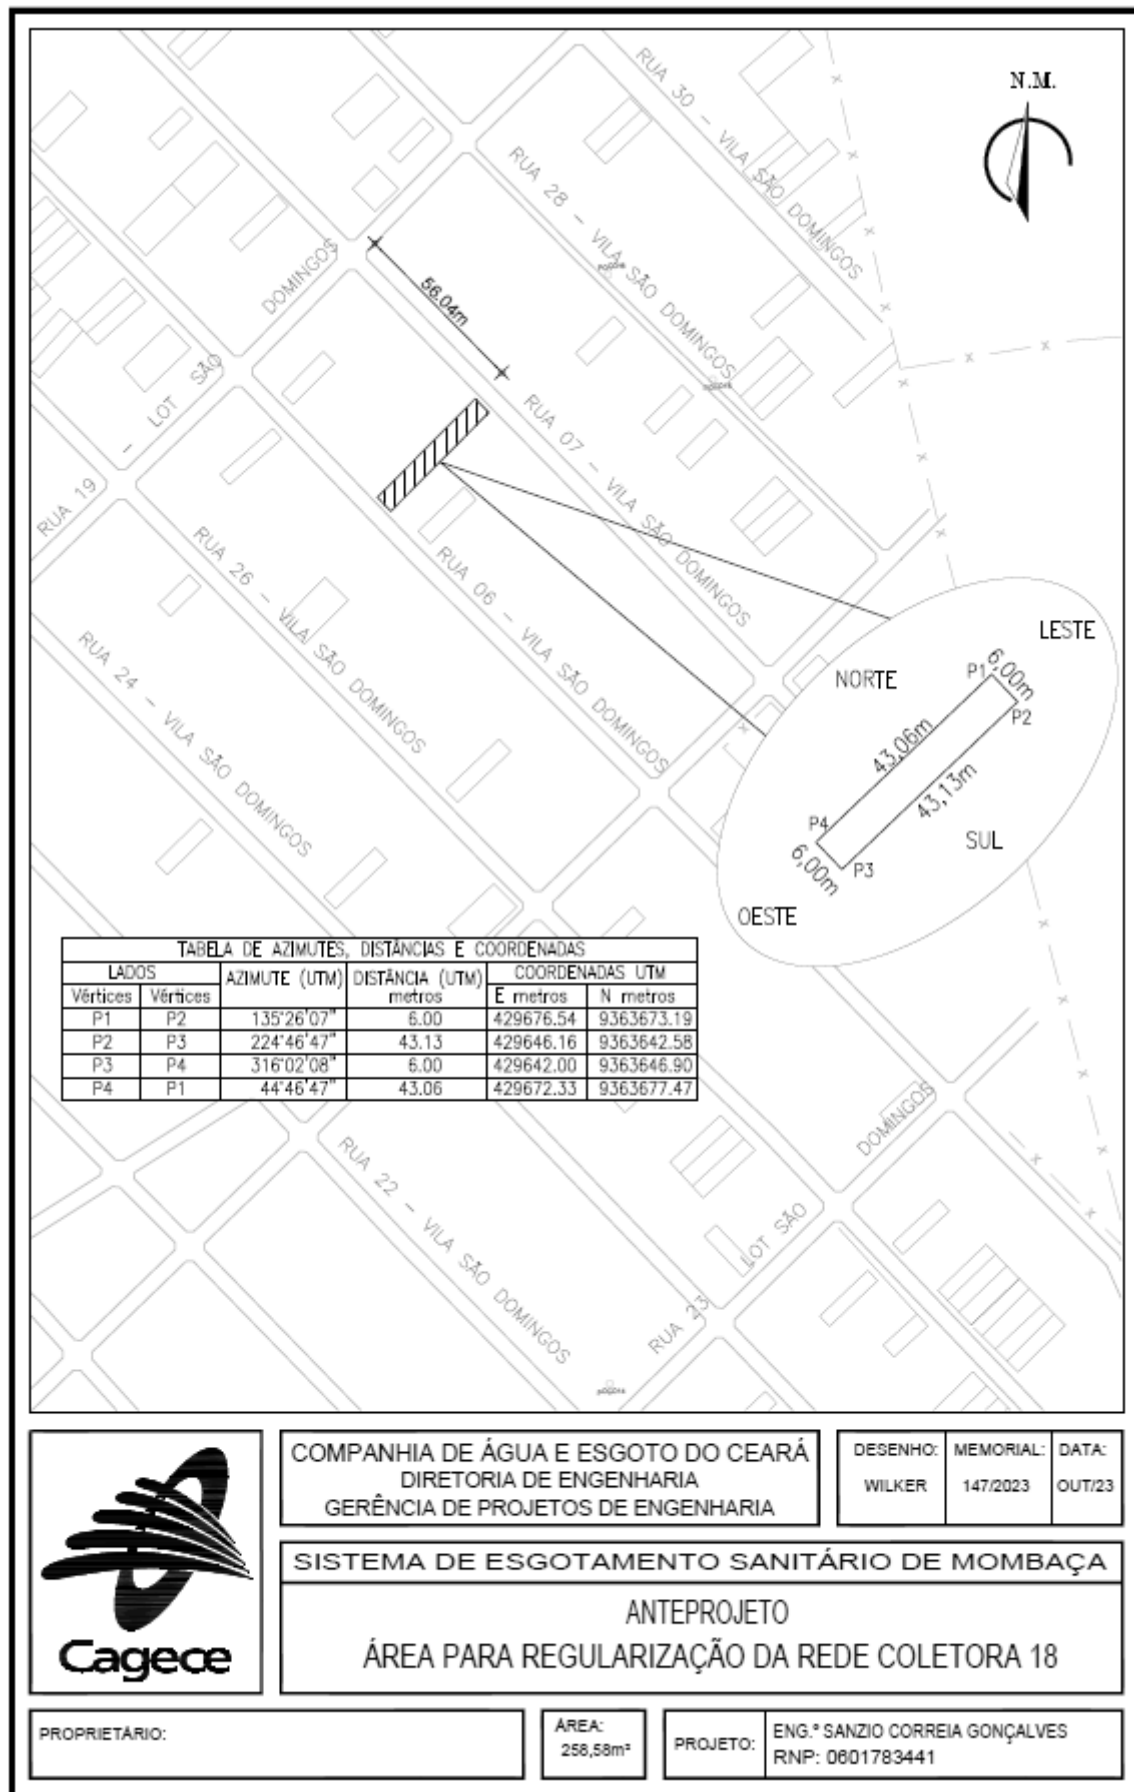 N.M.
RUA 30 - VILA SÃO DOMINGOS
RUA 28 - VILA SÃO DOMINGOS
DOMINGOS
56.04m
LOT SÃO
RUA 19
RUA 07 - VILA SÃO DOMINGOS
RUA 06 - VILA SÃO DOMINGOS
RUA 26 - VILA SÃO DOMINGOS
RUA 24 - VILA SÃO DOMINGOS
LESTE
NORTE
P1
6,00m
P2
43,06m
43,13m
P4
SUL
6,00m
P3
OESTE
TABELA DE AZIMUTES, DISTÂNCIAS E COORDENADAS
LADOS AZIMUTE (UTM) DISTÂNCIA (UTM) metros COORDENADAS UTM
Vértices Vértices E metros N metros
P1 P2 135°26'07" 6.00 429676.54 9363673.19
P2 P3 224°46'47" 43.13 429646.16 9363642.58
P3 P4 316°02'08" 6.00 429642.00 9363646.90
P4 P1 44°46'47" 43.06 429672.33 9363677.47
RUA 22 - VILA SÃO DOMINGOS
DOMINGOS
LOT SÃO
RUA 23
Cagece
COMPANHIA DE ÁGUA E ESGOTO DO CEARÁ
DIRETORIA DE ENGENHARIA
GERÊNCIA DE PROJETOS DE ENGENHARIA
DESENHO: MEMORIAL: DATA:
WILKER 147/2023 OUT/23
SISTEMA DE ESGOTAMENTO SANITÁRIO DE MOMBAÇA
ANTEPROJETO
ÁREA PARA REGULARIZAÇÃO DA REDE COLETORA 18
PROPRIETÁRIO:
ÁREA:
258,58m²
PROJETO:
ENG.º SANZIO CORREIA GONÇALVES
RNP: 0601783441